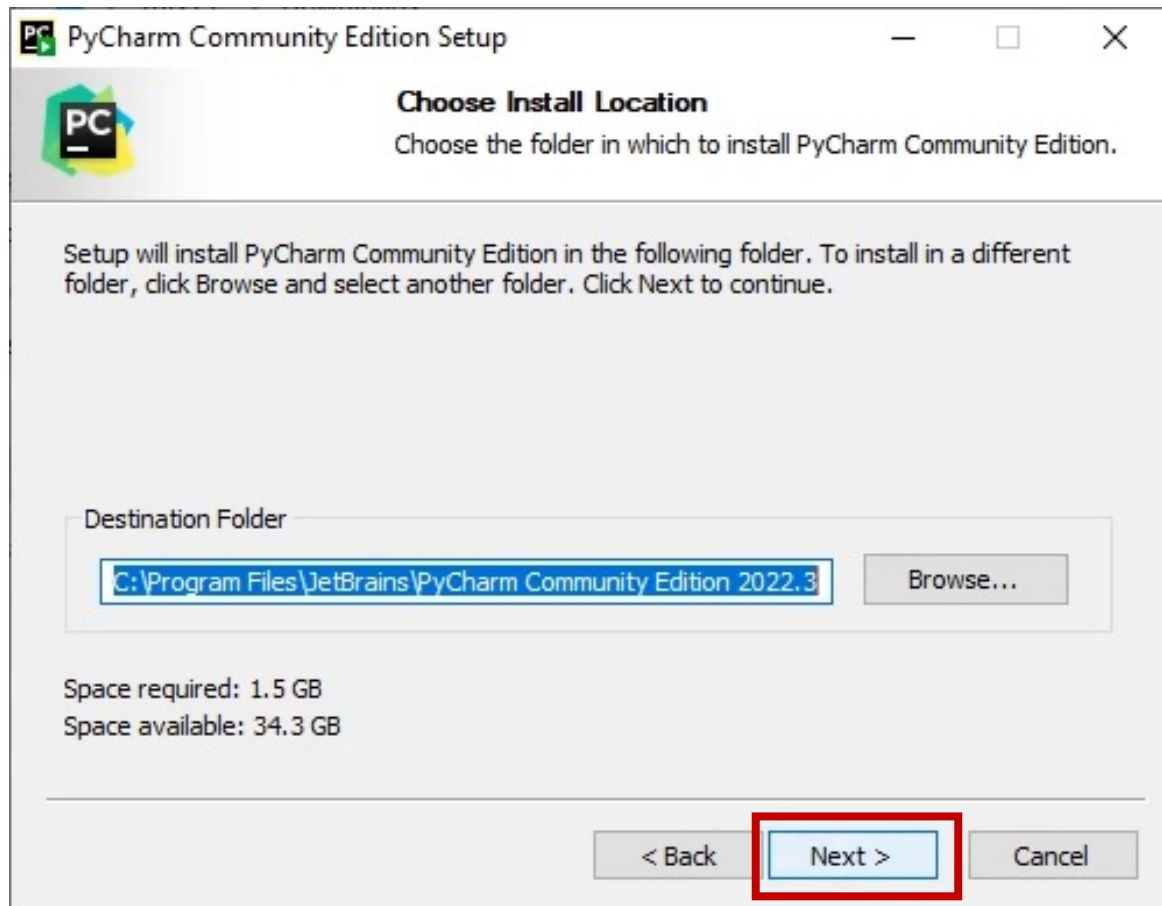 PC PyCharm Community Edition Setup
Choose Install Location
Choose the folder in which to install PyCharm Community Edition.
PC
Setup will install PyCharm Community Edition in the following folder. To install in a different
folder, click Browse and select another folder. Click Next to continue.
Destination Folder
C:\Program Files\JetBrains\PyCharm Community Edition 2022.3
Browse...
Space required: 1.5 GB
Space available: 34.3 GB
< Back
Next >
Cancel